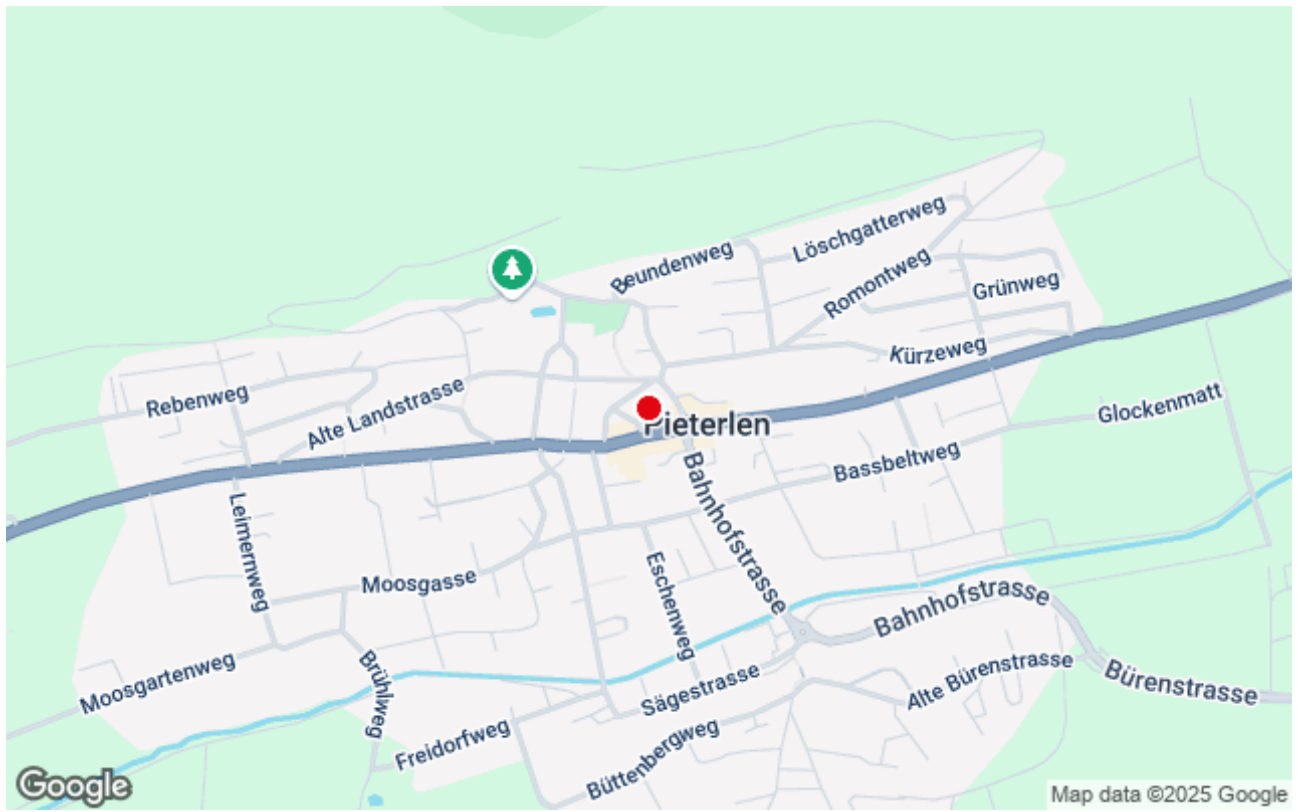 Löschgatterweg
Beundenweg
Romontweg
Grünweg
Kürzeweg
Rebenweg
Alte Landstrasse
Glockenmatt
Pieterlen
Bassbeltweg
Bahnhofstrasse
Leimernweg
Moosgasse
Eschenweg
Bahnhofstrasse
Moosgartenweg
Brühlweg
Sägestrasse
Alte Bürenstrasse
Bürenstrasse
Freidorfweg
Büttenbergweg
Google
Map data ©2025 Google